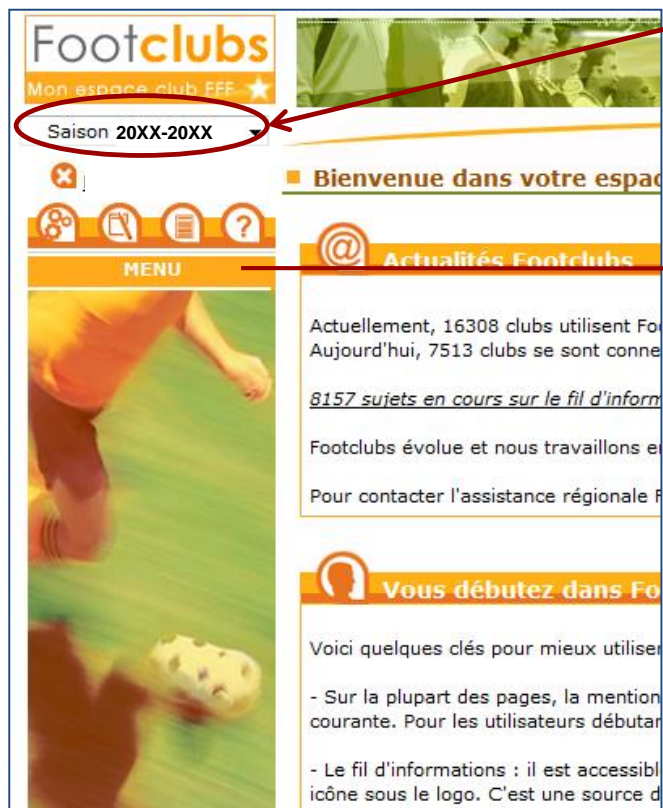 Footclubs
Mon espace club FFF
Saison 20XX-20XX
Bienvenue dans votre espac
MENU
Actualités Footclubs
Actuellement, 16308 clubs utilisent Foo
Aujourd'hui, 7513 clubs se sont conne
8157 sujets en cours sur le fil d'inform
Footclubs évolue et nous travaillons en
Pour contacter l'assistance régionale F
Vous débutez dans Fo
Voici quelques clés pour mieux utiliser
- Sur la plupart des pages, la mention
courante. Pour les utilisateurs débutan
- Le fil d'informations : il est accessibl
icône sous le logo. C'est une source d